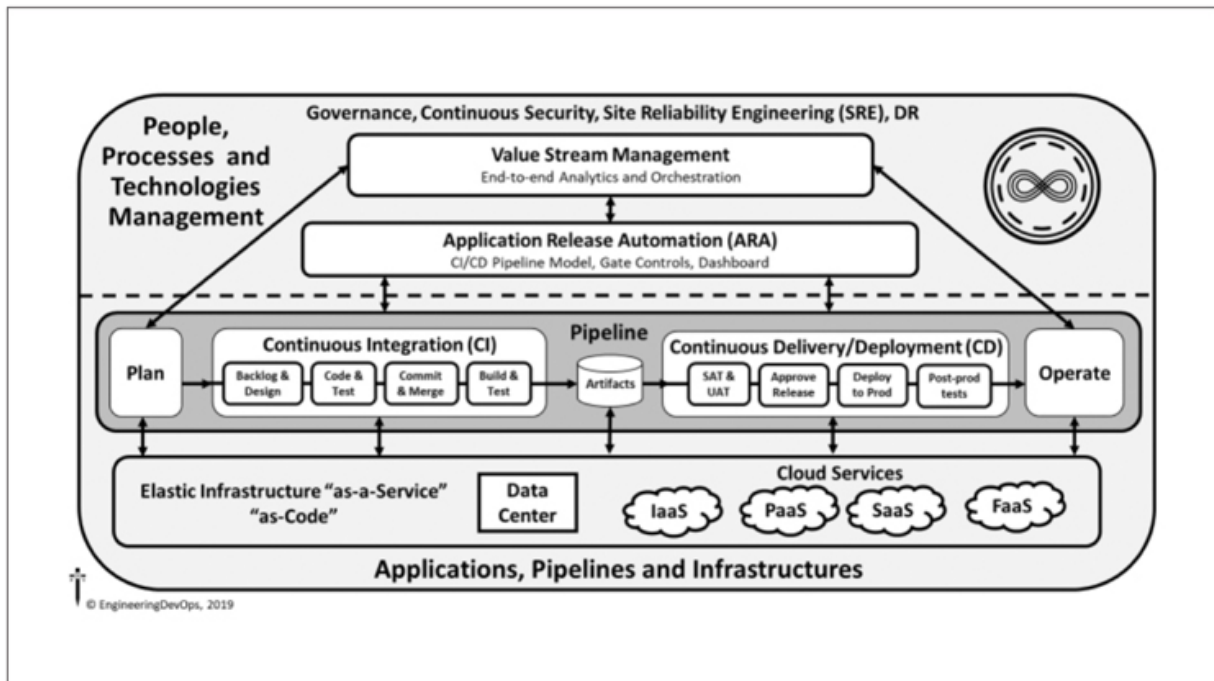 Governance, Continuous Security, Site Reliability Engineering (SRE), DR
People,
Processes and
Technologies
Management
Value Stream Management
End-to-end Analytics and Orchestration
Application Release Automation (ARA)
CI/CD Pipeline Model, Gate Controls, Dashboard
Pipeline
Plan
Continuous Integration (CI)
Backlog &
Design
Code &
Test
Commit
& Merge
Build &
Test
Artifacts
Continuous Delivery/Deployment (CD)
SAT &
UAT
Approve
Release
Deploy
to Prod
Post-prod
tests
Operate
Elastic Infrastructure “as-a-Service”
“as-Code”
Data
Center
Cloud Services
IaaS
PaaS
SaaS
FaaS
Applications, Pipelines and Infrastructures
© EngineeringDevOps, 2019